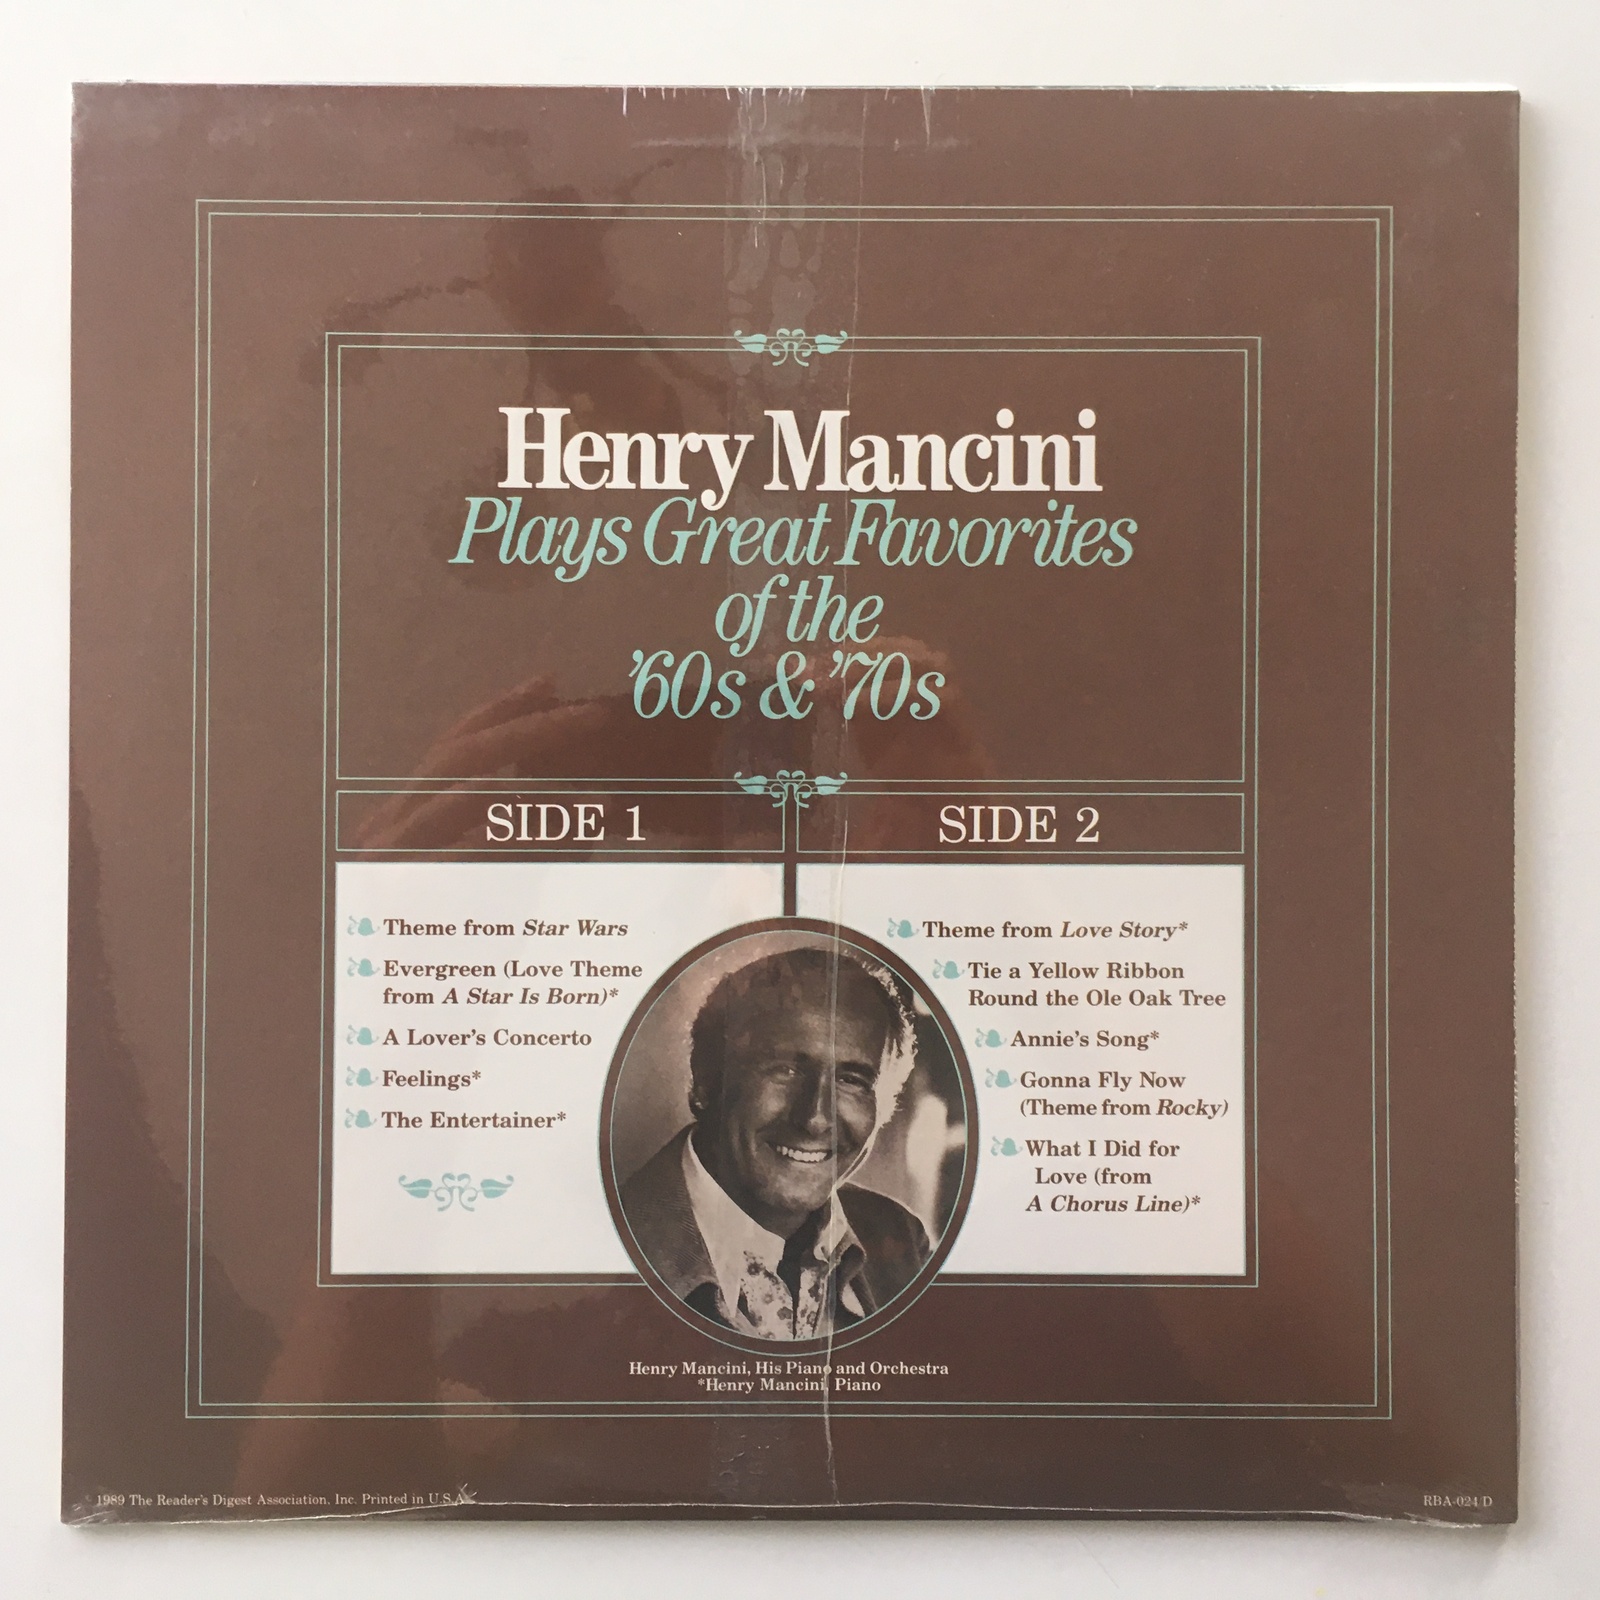 Henry Mancini
Plays Great Favorites
of the
'60s & '70s
SIDE 1
Theme from Star Wars
Evergreen (Love Theme
from A Star Is Born)*
A Lover's Concerto
Feelings*
The Entertainer*
SIDE 2
Theme from Love Story*
Tie a Yellow Ribbon
Round the Ole Oak Tree
Annie's Song*
Gonna Fly Now
(Theme from Rocky)
What I Did for
Love (from
A Chorus Line)*
Henry Mancini, His Piano and Orchestra
*Henry Mancini, Piano
1989 The Reader's Digest Association, Inc. Printed in U.S.A.
RBA-024/D